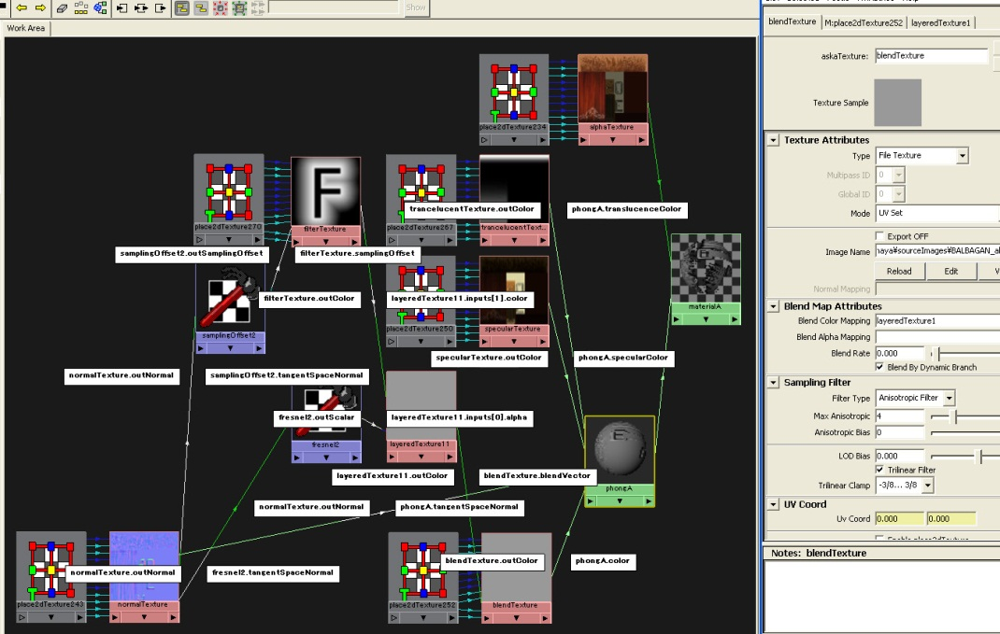 Show
Work Area
place2dTexture234
alphaTexture
place2dTexture270
F
filterTexture
place2dTexture267
trancelucentText...
trancelucentTexture.outColor
phongA.translucenceColor
samplingOffset2.outSamplingOffset
filterTexture.samplingOffset
filterTexture.outColor
layeredTexture11.inputs[1].color
materialA
samplingOffset2
place2dTexture250
specularTexture
specularTexture.outColor
phongA.specularColor
normalTexture.outNormal
samplingOffset2.tangentSpaceNormal
fresnel2.outScalar
layeredTexture11.inputs[0].alpha
fresnel2
layeredTexture11
E
layeredTexture11.outColor
blendTexture.blendVector
phongA
normalTexture.outNormal
phongA.tangentSpaceNormal
normalTexture.outNormal
fresnel2.tangentSpaceNormal
blendTexture.outColor
phongA.color
place2dTexture243
normalTexture
place2dTexture252
blendTexture
blendTexture
M:place2dTexture252
layeredTexture1
askaTexture: blendTexture
Texture Sample
Texture Attributes
Type File Texture
Multipass ID 0
Global ID 0
Mode UV Set
Export OFF
Image Name naya¥sourceImages¥BALBAGAN_al
Reload Edit V
Normal Mapping
Blend Map Attributes
Blend Color Mapping layeredTexture1
Blend Alpha Mapping
Blend Rate 0.000
Blend By Dynamic Branch
Sampling Filter
Filter Type Anisotropic Filter
Max Anisotropic 4
Anisotropic Bias 0
LOD Bias 0.000
Trilinear Filter
Trilinear Clamp -3/8... 3/8
UV Coord
Uv Coord 0.000 0.000
Notes: blendTexture